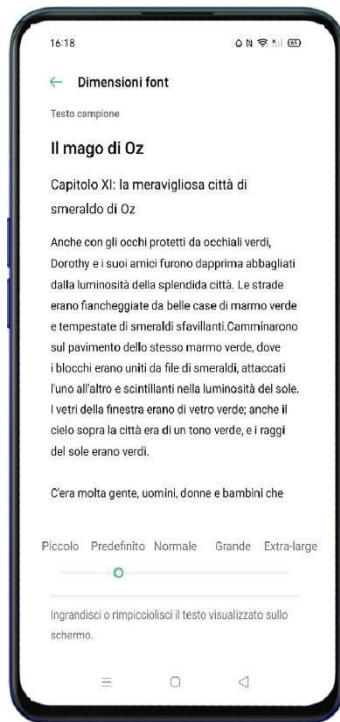 16:18
65
Dimensioni font
Testo campione
Il mago di Oz
Capitolo XI: la meravigliosa città di
smeraldo di Oz
Anche con gli occhi protetti da occhiali verdi,
Dorothy e i suoi amici furono dapprima abbagliati
dalla luminosità della splendida città. Le strade
erano fiancheggiate da belle case di marmo verde
e tempestate di smeraldi sfavillanti.Camminarono
sul pavimento dello stesso marmo verde, dove
i blocchi erano uniti da file di smeraldi, attaccati
l'uno all'altro e scintillanti nella luminosità del sole.
I vetri della finestra erano di vetro verde; anche il
cielo sopra la città era di un tono verde, e i raggi
del sole erano verdi.
C'era molta gente, uomini, donne e bambini che
Piccolo Predefinito Normale Grande Extra-large
Ingrandisci o rimpicciolisci il testo visualizzato sullo
schermo.